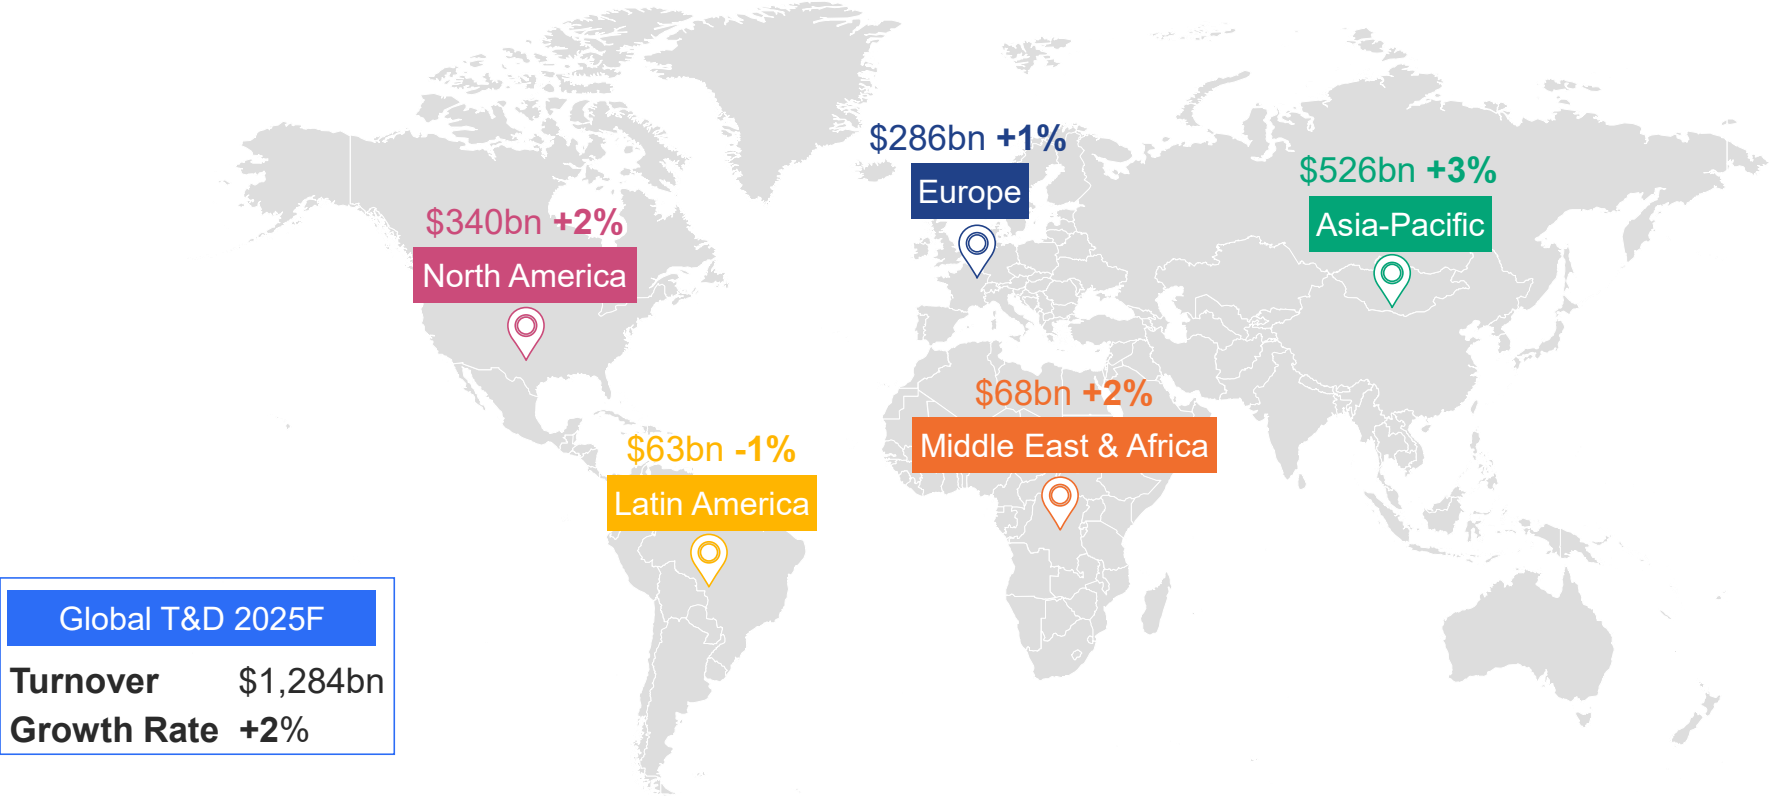 $286bn +1%
Europe
$526bn +3%
Asia-Pacific
$340bn +2%
North America
$68bn +2%
Middle East & Africa
$63bn -1%
Latin America
Global T&D 2025F
Turnover $1,284bn
Growth Rate +2%